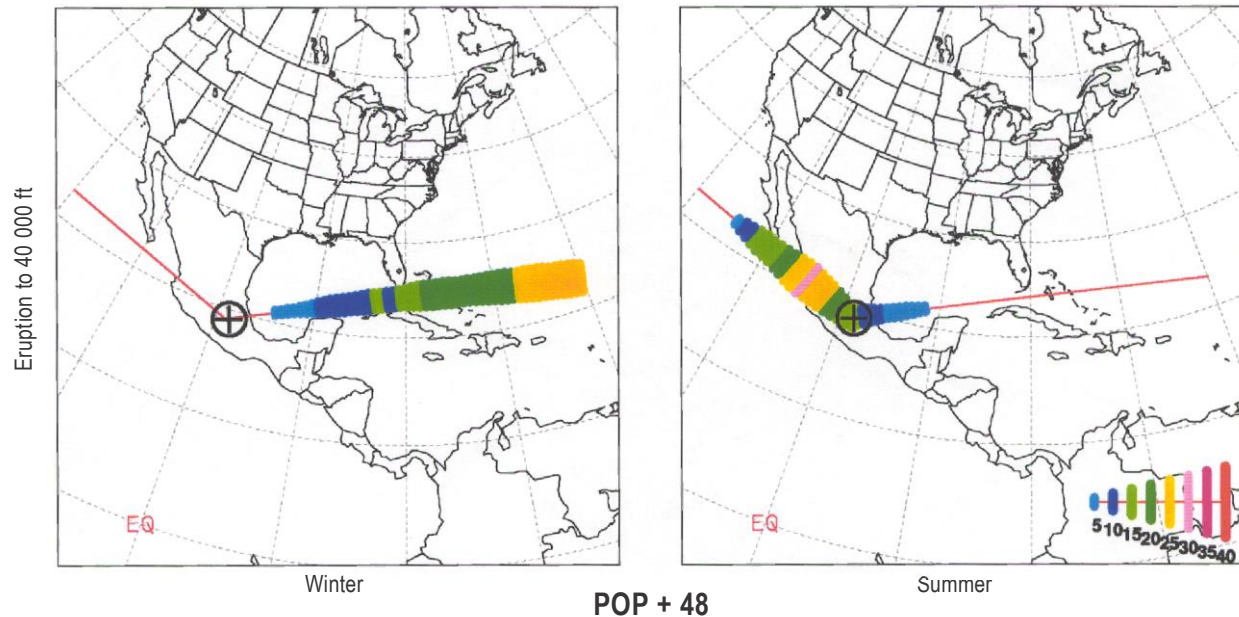 Eruption to 40 000 ft
EQ
EQ
5 10 15 20 25 30 35 40
Winter
Summer
POP + 48